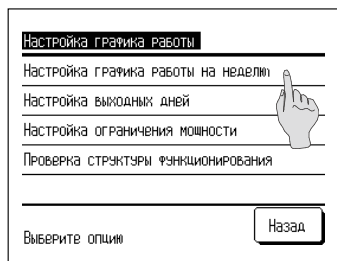 Настройка графика работы
Настройка графика работы на неделю
Настройка выходных дней
Настройка ограничения мощности
Проверка структуры функционирования
Выберите опцию
Назад